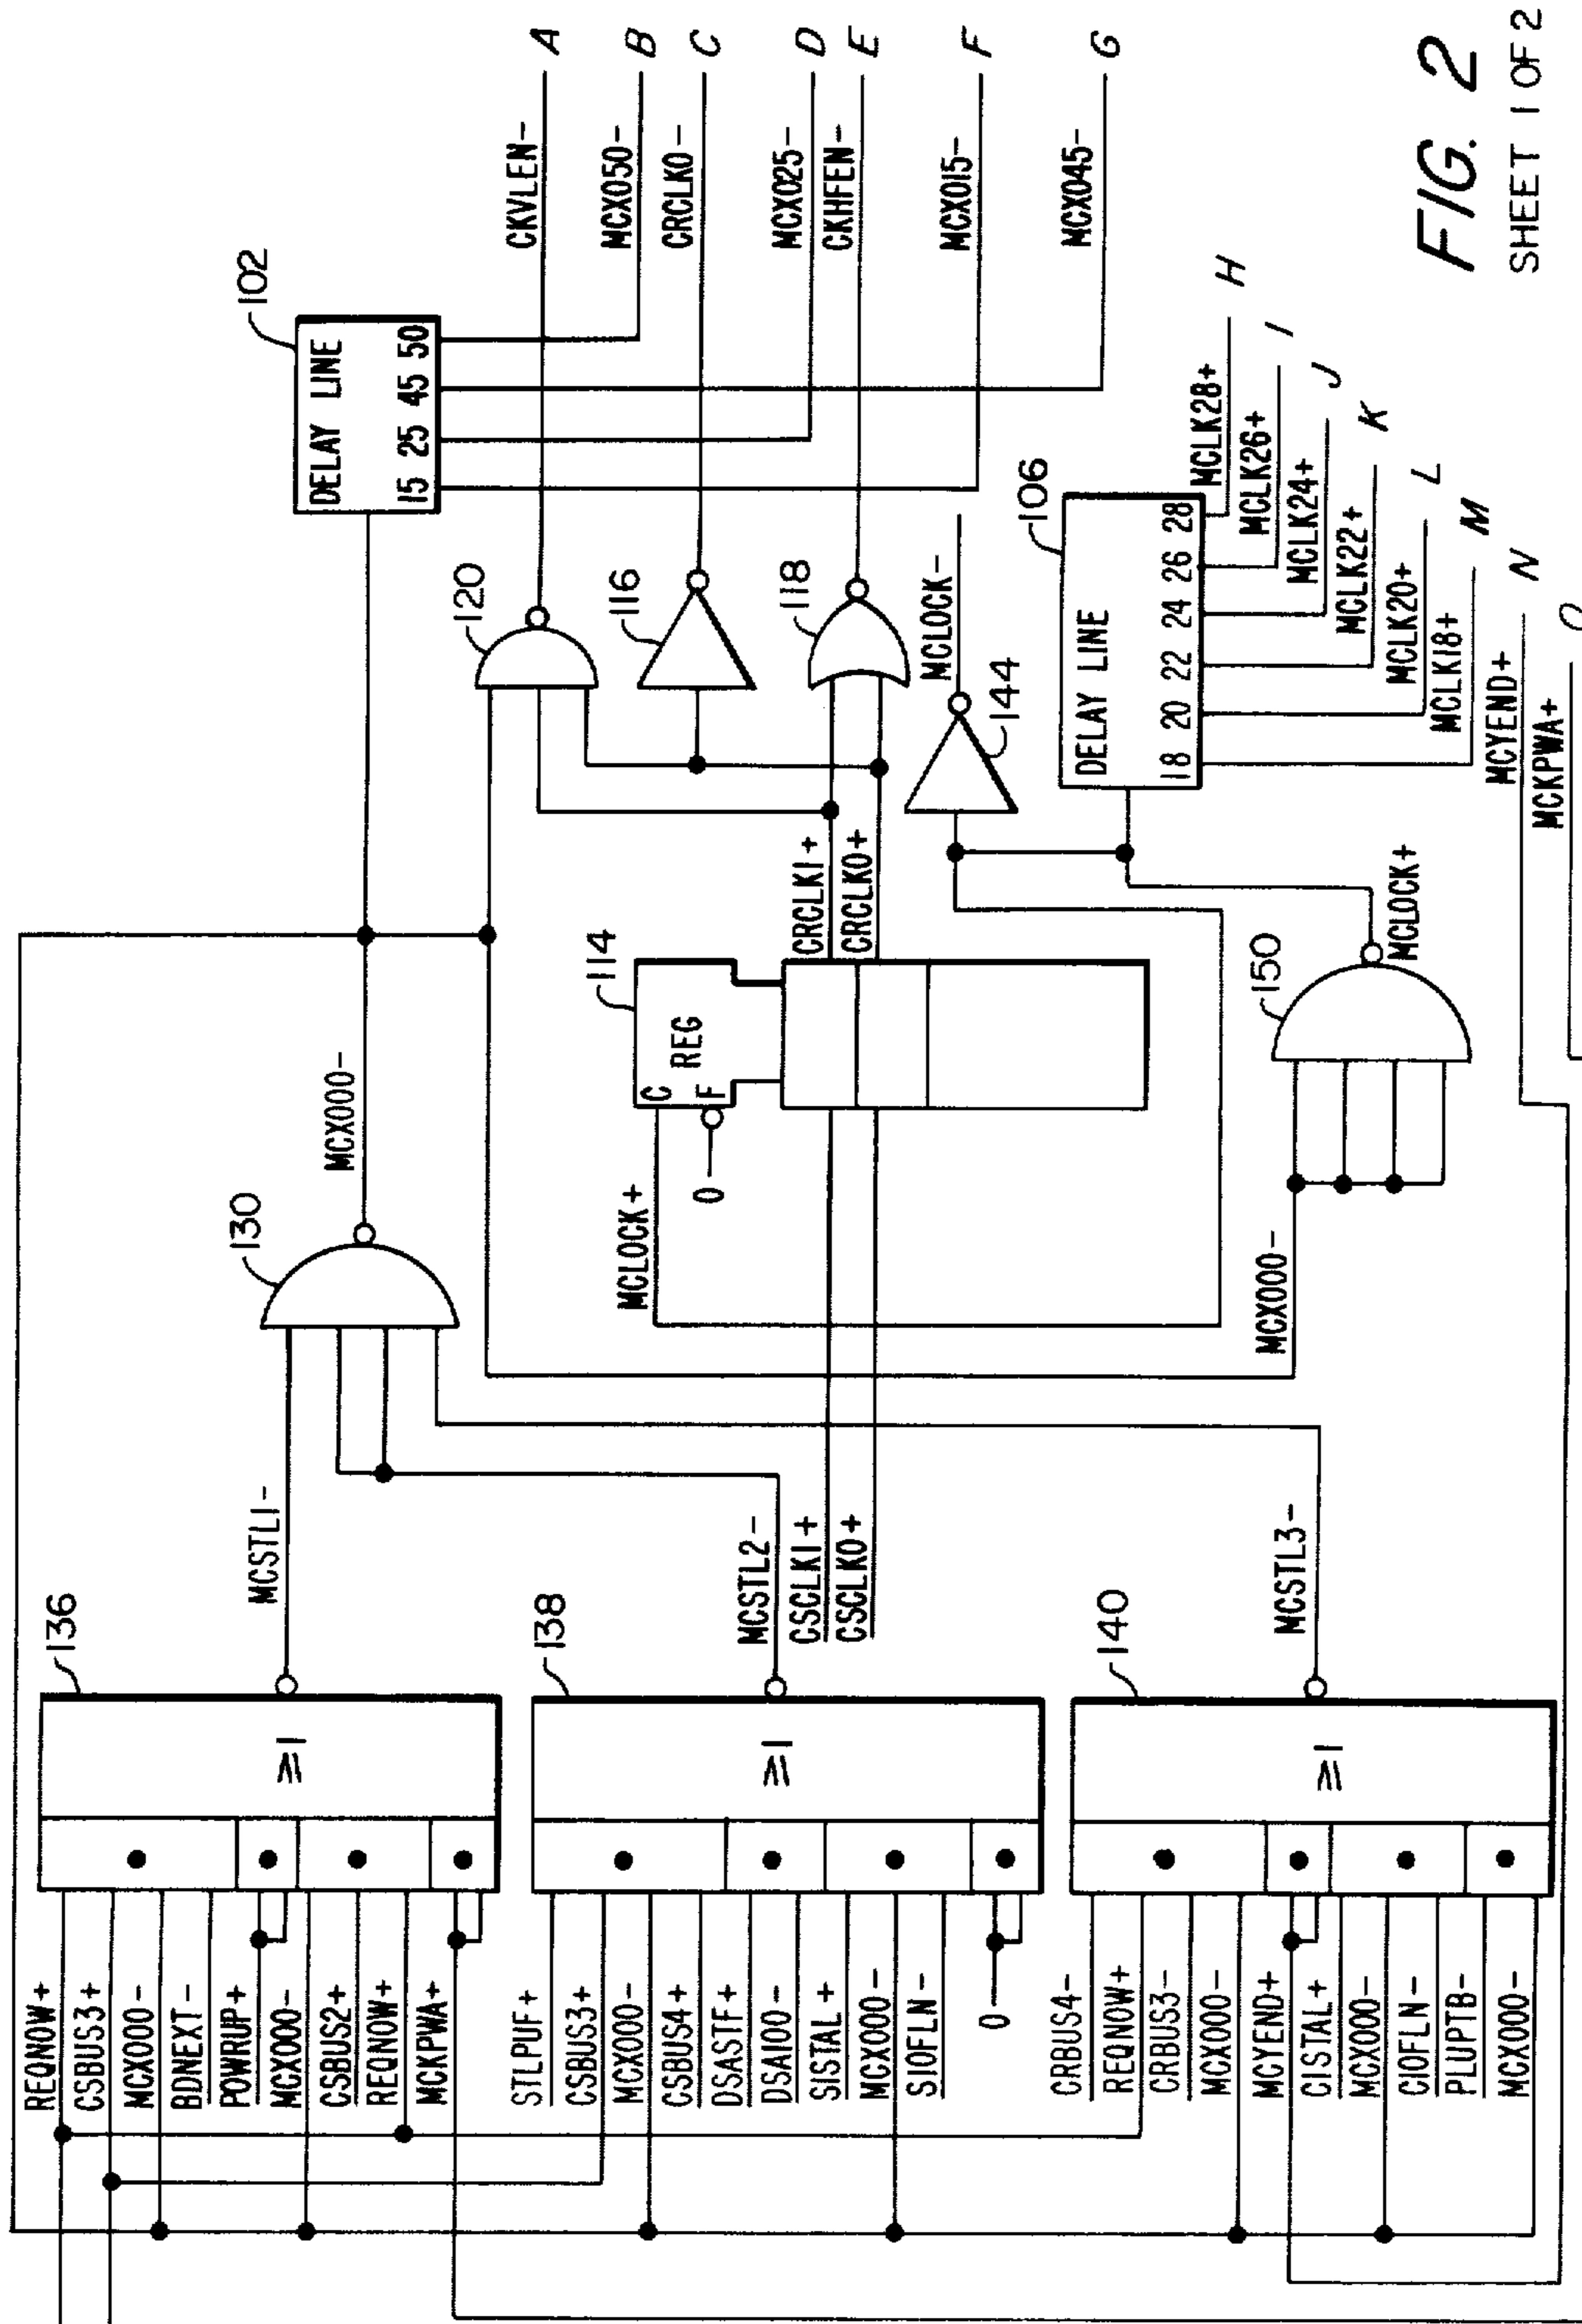 136
REQNOW+
CSBUS3+
MCX000-
BDNEXT-
POWRUP+
MCX000-
CSBUS2+
REQNOW+
MCKPWA+
≥1
MCSTL1-
138
STLPUF+
CSBUS3+
MCX000-
CSBUS4+
DSASTF+
DSAI00-
SISTAL+
MCX000-
SIOFLN-
0
≥1
MCSTL2-
CSCLK1+
CSCLK0+
140
CRBUS4-
REQNOW+
CRBUS3-
MCX000-
MCYEND+
CISTAL+
MCX000-
CIOFLN-
PLUPTB-
MCX000-
≥1
MCSTL3-
130
MCX000-
MCLOCK+
0
C
F
REG
114
CRCLK1+
CRCLK0+
MCX000-
150
MCLOCK+
102
DELAY LINE
15 25 45 50
120
116
118
144
MCLOCK-
106
DELAY LINE
18 20 22 24 26 28
CKVLEN- A
MCX050- B
CRCLK0- C
MCX025- D
CKHFEN- E
MCX015- F
MCX045- G
MCLK28+ H
MCLK26+ I
MCLK24+ J
MCLK22+ K
MCLK20+ L
MCLK18+ M
MCYEND+ N
MCKPWA+ O
FIG. 2
SHEET 1 OF 2